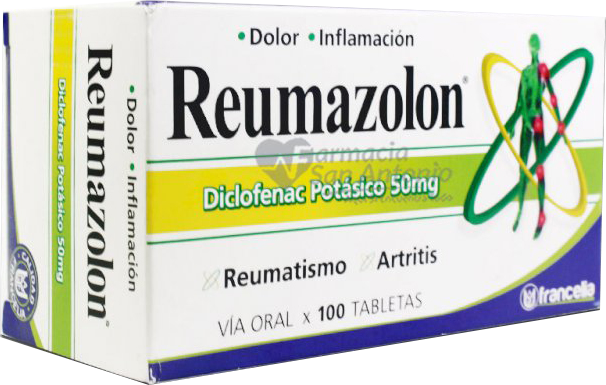 • Dolor • Inflamación
Reumazolon®
Diclofenac Potásico 50mg
Farmacia
San Antonio
Reumatismo Artritis
VÍA ORAL x 100 TABLETAS
francelia
• Dolor • Inflamación
Reumazolon®
Diclofenac Potásico 50mg
CALIDAD